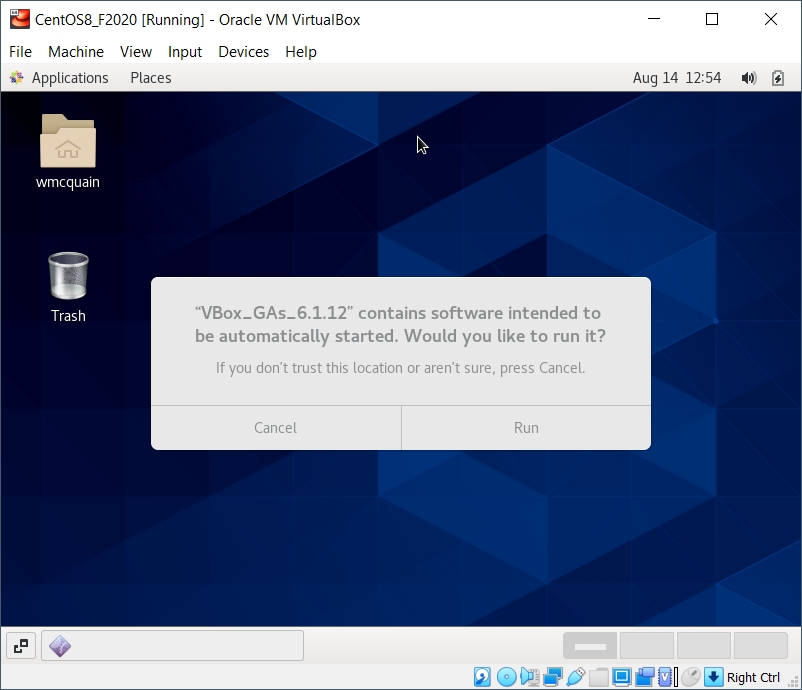 CentOS8_F2020 [Running] - Oracle VM VirtualBox
File Machine View Input Devices Help
Applications Places Aug 14 12:54
wmcquain
Trash
“VBox_GAs_6.1.12” contains software intended to
be automatically started. Would you like to run it?
If you don’t trust this location or aren’t sure, press Cancel.
Cancel Run
Right Ctrl